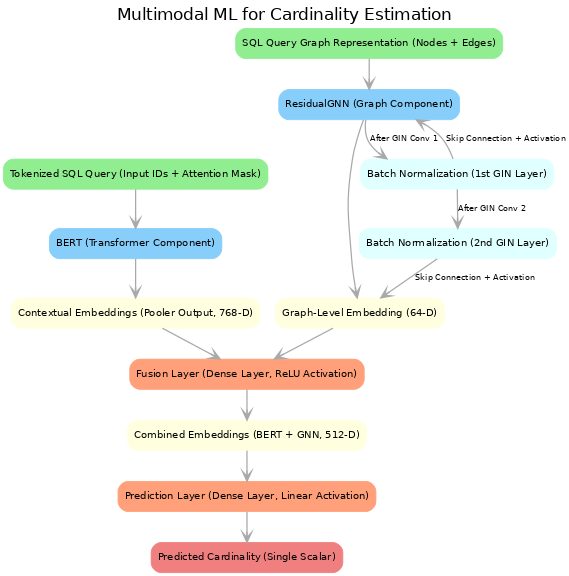 Multimodal ML for Cardinality Estimation
SQL Query Graph Representation (Nodes + Edges)
ResidualGNN (Graph Component)
After GIN Conv 1
Skip Connection + Activation
Tokenized SQL Query (Input IDs + Attention Mask)
Batch Normalization (1st GIN Layer)
After GIN Conv 2
BERT (Transformer Component)
Batch Normalization (2nd GIN Layer)
Skip Connection + Activation
Contextual Embeddings (Pooler Output, 768-D)
Graph-Level Embedding (64-D)
Fusion Layer (Dense Layer, ReLU Activation)
Combined Embeddings (BERT + GNN, 512-D)
Prediction Layer (Dense Layer, Linear Activation)
Predicted Cardinality (Single Scalar)